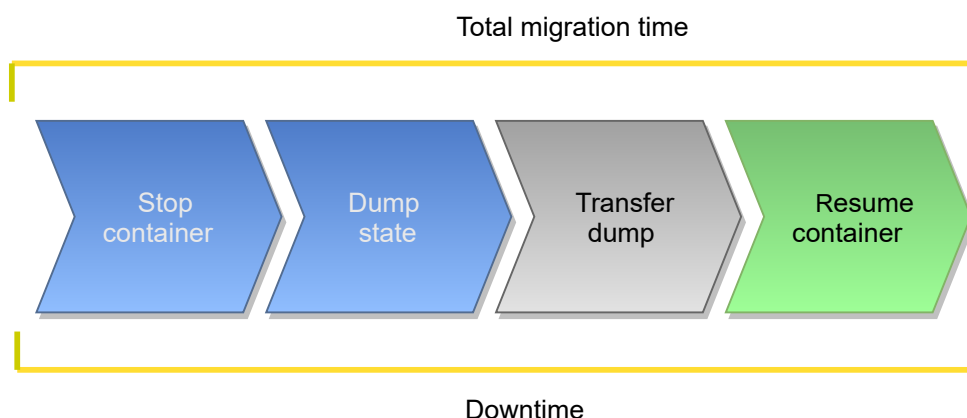 Total migration time
Stop
container
Dump
state
Transfer
dump
Resume
container
Downtime